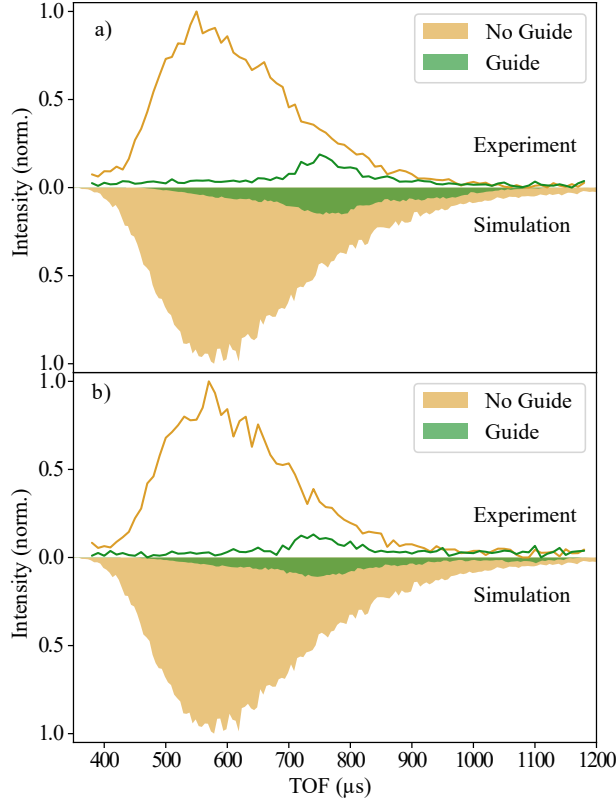 a)
No Guide
Guide
1.0
0.5
0.0
0.5
1.0
Intensity (norm.)
Experiment
Simulation
b)
No Guide
Guide
1.0
0.5
0.0
0.5
1.0
Intensity (norm.)
Experiment
Simulation
400 500 600 700 800 900 1000 1100 1200
TOF (µs)